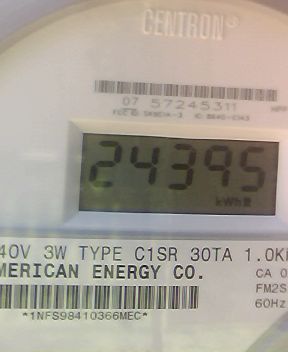 CENTRON®
07 57245311
24395
kWh
40V 3W TYPE C1SR 30TA 1.0K
MERICAN ENERGY CO.
CA 0
FM2S
60Hz
*1NFS98410366MEC*